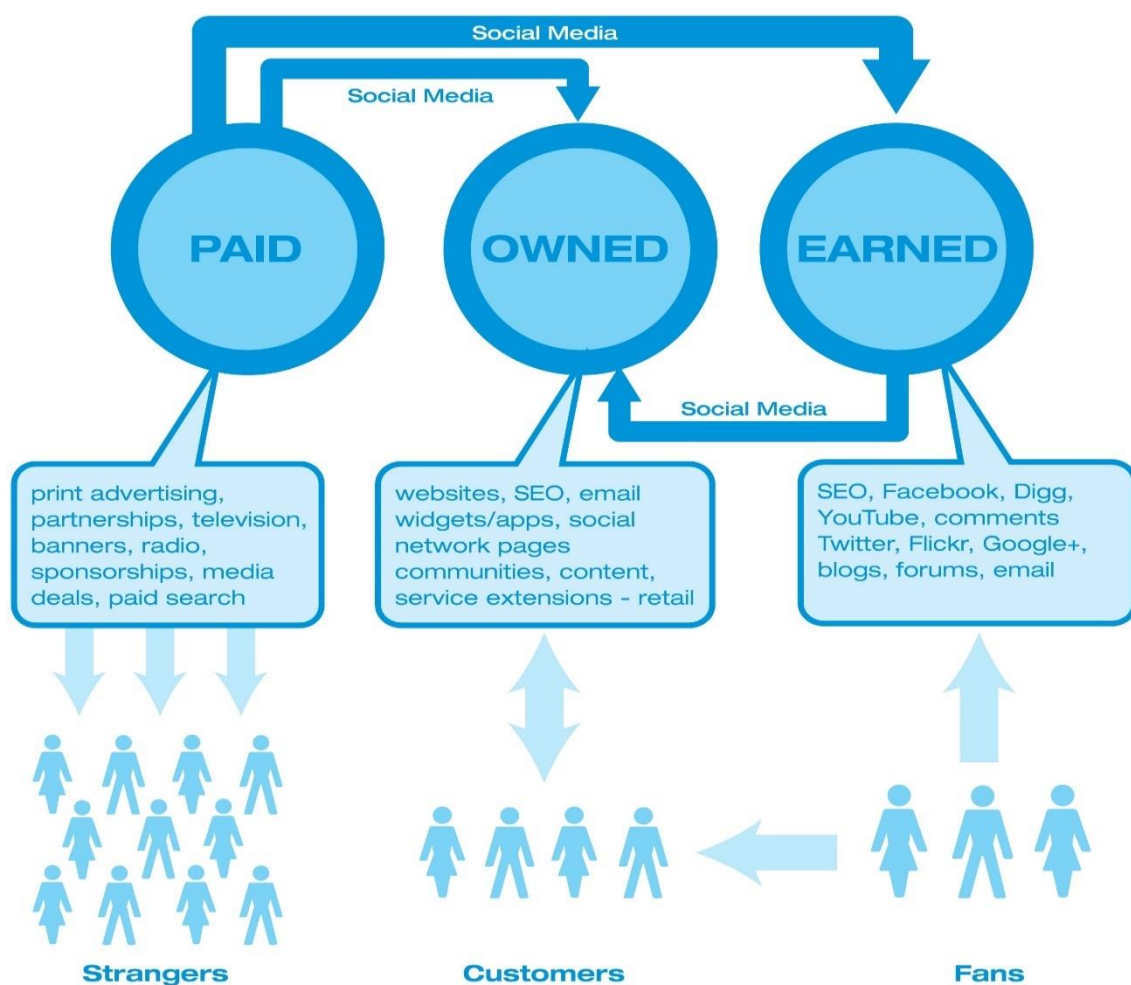 Social Media
Social Media
PAID
OWNED
EARNED
Social Media
print advertising,
partnerships, television,
banners, radio,
sponsorships, media
deals, paid search
websites, SEO, email
widgets/apps, social
network pages
communities, content,
service extensions - retail
SEO, Facebook, Digg,
YouTube, comments
Twitter, Flickr, Google+,
blogs, forums, email
Strangers
Customers
Fans